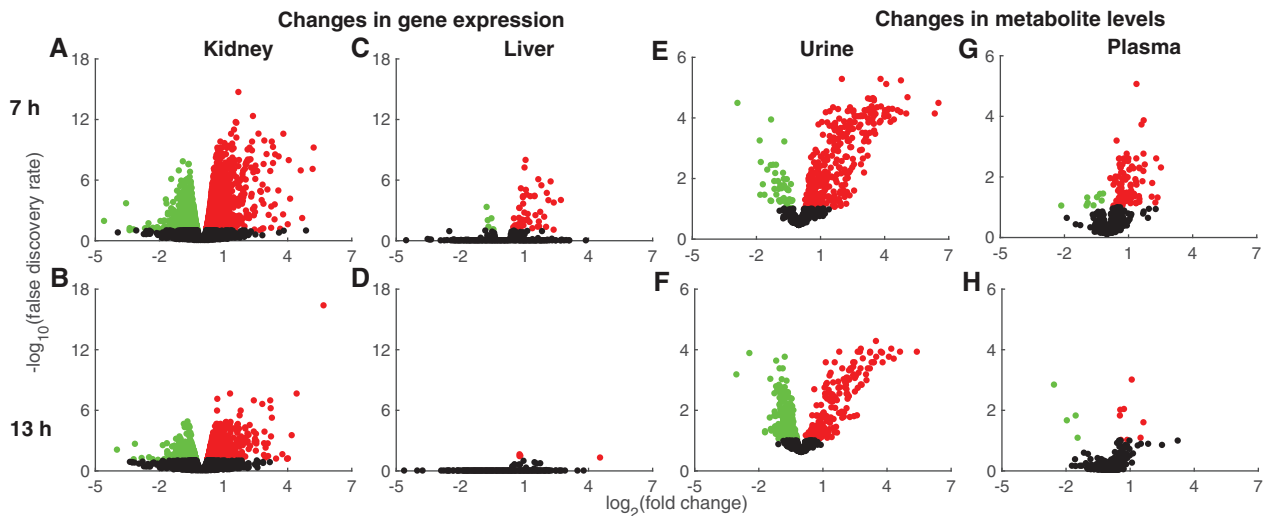 Changes in gene expression
Changes in metabolite levels
A Kidney C Liver E Urine G Plasma
7 h
18 18 6 6
12 12 4 4
6 6 2 2
0 0 0 0
-5 -2 1 4 7 -5 -2 1 4 7 -5 -2 1 4 7 -5 -2 1 4 7
B D F H
13 h
18 18 6 6
12 12 4 4
6 6 2 2
0 0 0 0
-5 -2 1 4 7 -5 -2 1 4 7 -5 -2 1 4 7 -5 -2 1 4 7
-log10(false discovery rate)
log2(fold change)